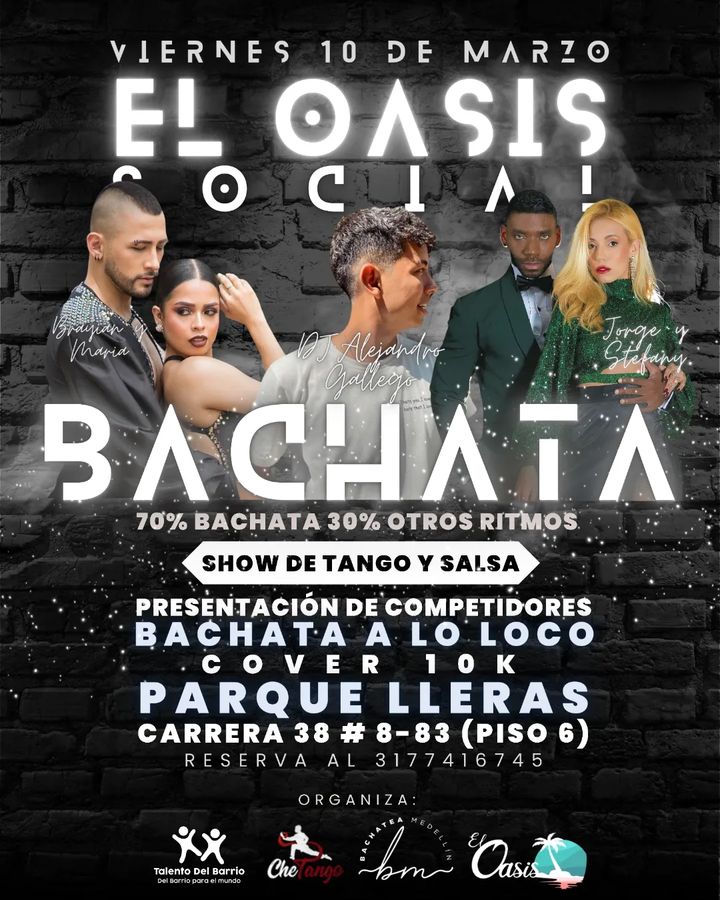 VIERNES 10 DE MARZO
EL OASIS
SOCIAL
Brayian y
Maria
DJ Alejandro
Gallego
Jorge y
Stefany
BACHATA
70% BACHATA 30% OTROS RITMOS
SHOW DE TANGO Y SALSA
PRESENTACIÓN DE COMPETIDORES
BACHATA A LO LOCO
COVER 10K
PARQUE LLERAS
CARRERA 38 # 8-83 (PISO 6)
RESERVA AL 3177416745
ORGANIZA:
Talento Del Barrio
Del Barrio para el mundo
CheTango
BACHATEA MEDELLÍN
bm
El
Oasis